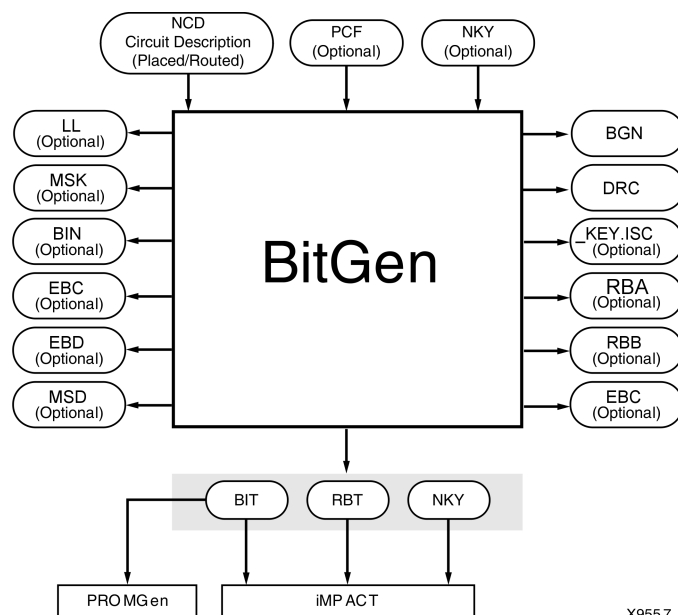 NCD
Circuit Description
(Placed/Routed)
PCF
(Optional)
NKY
(Optional)
LL
(Optional)
MSK
(Optional)
BIN
(Optional)
EBC
(Optional)
EBD
(Optional)
MSD
(Optional)
BitGen
BGN
DRC
_KEY.ISC
(Optional)
RBA
(Optional)
RBB
(Optional)
EBC
(Optional)
BIT
RBT
NKY
PROMGen
iMPACT
X9557